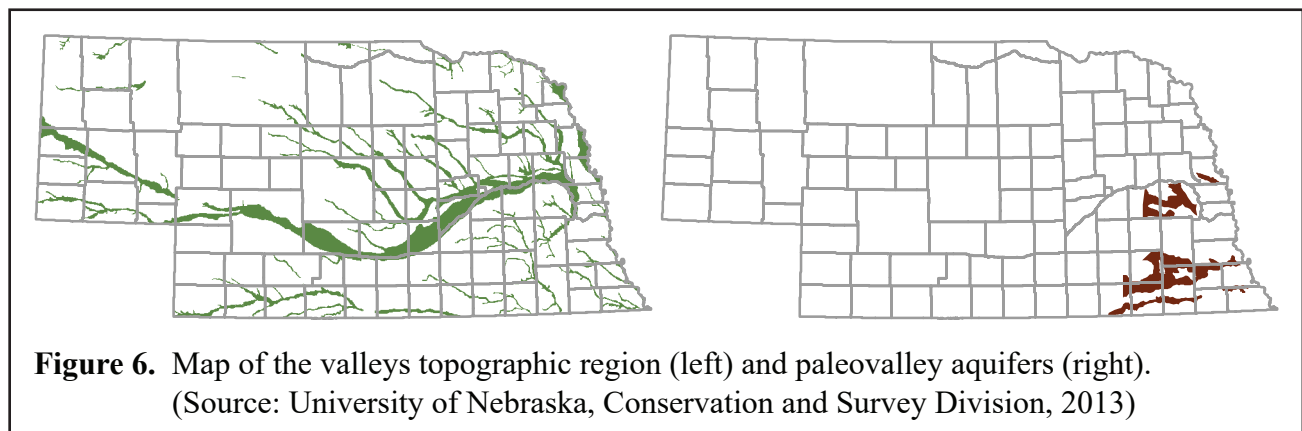 Figure 6. Map of the valleys topographic region (left) and paleovalley aquifers (right).
(Source: University of Nebraska, Conservation and Survey Division, 2013)